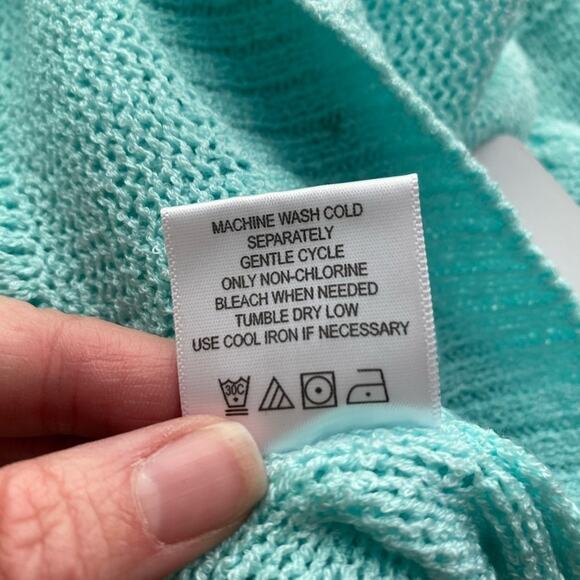 MACHINE WASH COLD
SEPARATELY
GENTLE CYCLE
ONLY NON-CHLORINE
BLEACH WHEN NEEDED
TUMBLE DRY LOW
USE COOL IRON IF NECESSARY
30C